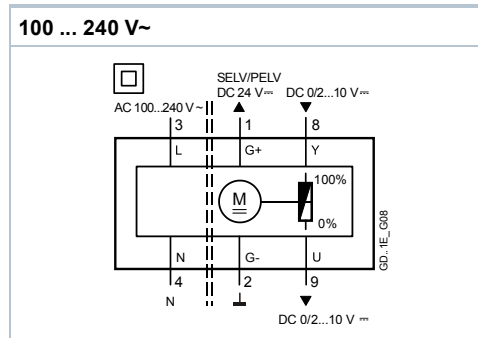 100 ... 240 V~
SELV/PELV
DC 24 V⎓ DC 0/2...10 V⎓
AC 100...240 V ~
3 1 8
L G+ Y
100%
M
0%
N G- U
4 2 9
N
DC 0/2...10 V ⎓
GD..1E_G08